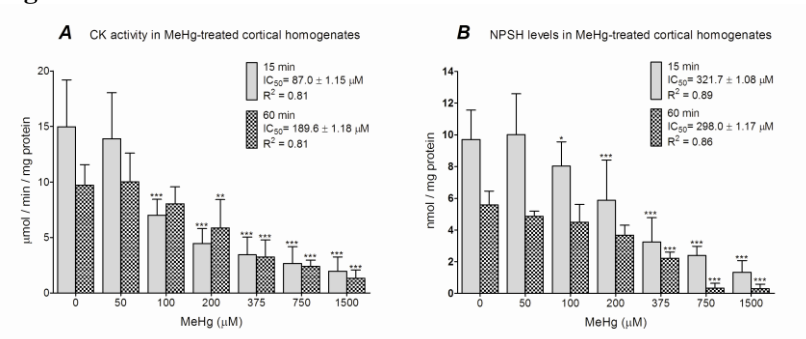 A CK activity in MeHg-treated cortical homogenates
15 min
IC50= 87.0 ± 1.15 μM
R2 = 0.81
60 min
IC50= 189.6 ± 1.18 μM
R2 = 0.81
μmol / min / mg protein
20
15
10
5
0
*** *** ** *** *** *** *** *** *** ***
0 50 100 200 375 750 1500
MeHg (μM)
B NPSH levels in MeHg-treated cortical homogenates
15 min
IC50= 321.7 ± 1.08 μM
R2 = 0.89
60 min
IC50= 298.0 ± 1.17 μM
R2 = 0.86
nmol / mg protein
14
12
10
8
6
4
2
0
* *** *** *** *** *** *** ***
0 50 100 200 375 750 1500
MeHg (μM)